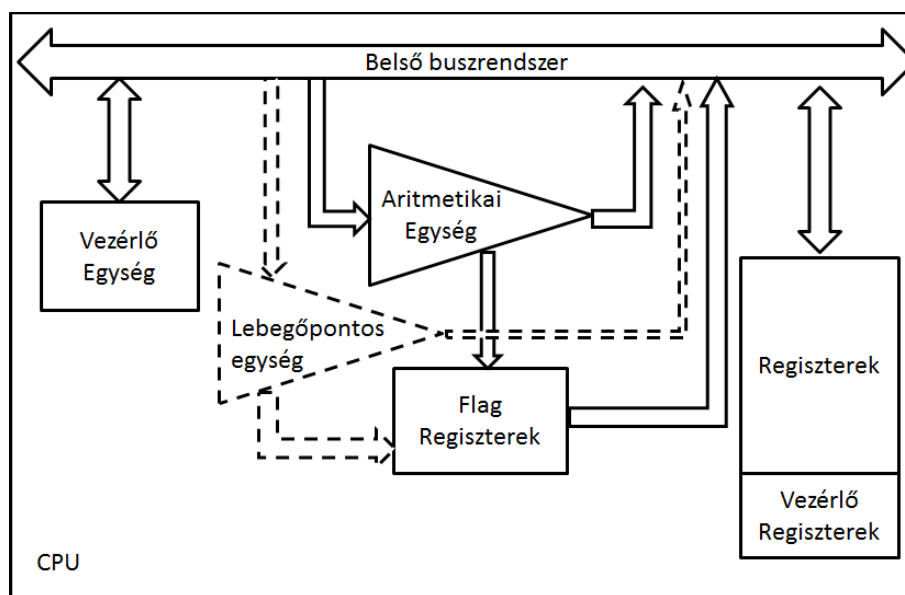 Belső buszrendszer
Aritmetikai
Egység
Vezérlő
Egység
Lebegőpontos
egység
Flag
Regiszterek
Regiszterek
Vezérlő
Regiszterek
CPU